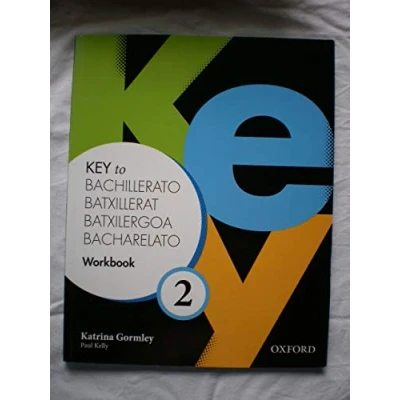 Key
KEY to
BACHILLERATO
BATXILLERAT
BATXILERGOA
BACHARELATO
Workbook
2
Katrina Gormley
Paul Kelly
OXFORD